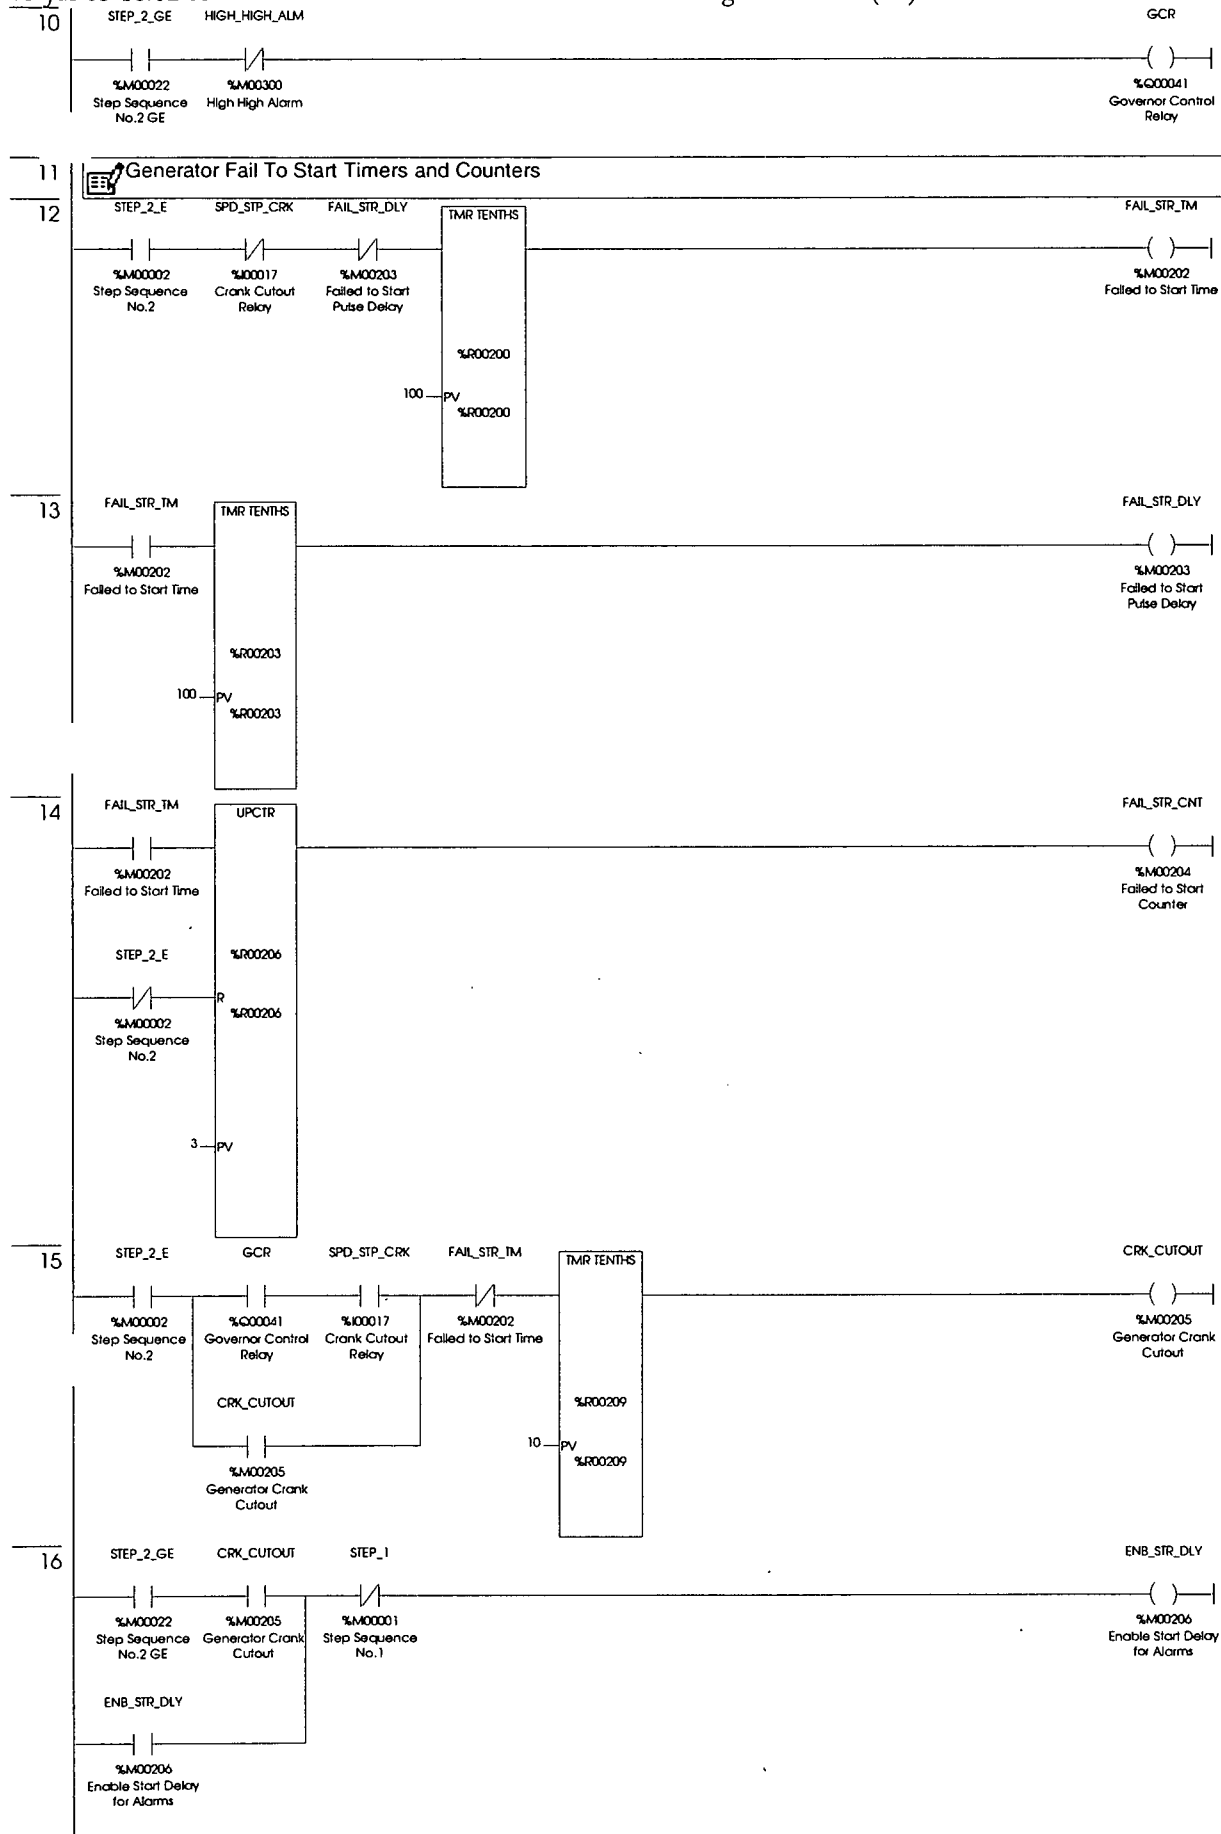 10
STEP_2_GE HIGH_HIGH_ALM GCR
%M00022 %M00300 %Q00041
Step Sequence High High Alarm Governor Control
No.2 GE Relay
11 Generator Fail To Start Timers and Counters
12
STEP_2_E SPD_STP_CRK FAIL_STR_DLY TMR TENTHS FAIL_STR_TM
%M00002 %I00017 %M00203 %M00202
Step Sequence Crank Cutout Failed to Start Failed to Start Time
No.2 Relay Pulse Delay
%R00200
100 PV
%R00200
13
FAIL_STR_TM TMR TENTHS FAIL_STR_DLY
%M00202 %M00203
Failed to Start Time Failed to Start
Pulse Delay
%R00203
100 PV
%R00203
14
FAIL_STR_TM UPCTR FAIL_STR_CNT
%M00202 %M00204
Failed to Start Time Failed to Start
Counter
STEP_2_E %R00206
R
%M00002 %R00206
Step Sequence
No.2
3 PV
15
STEP_2_E GCR SPD_STP_CRK FAIL_STR_TM TMR TENTHS CRK_CUTOUT
%M00002 %Q00041 %I00017 %M00202 %M00205
Step Sequence Governor Control Crank Cutout Failed to Start Time Generator Crank
No.2 Relay Relay Cutout
CRK_CUTOUT %R00209
10 PV
%M00205 %R00209
Generator Crank
Cutout
16
STEP_2_GE CRK_CUTOUT STEP_1 ENB_STR_DLY
%M00022 %M00205 %M00001 %M00206
Step Sequence Generator Crank Step Sequence Enable Start Delay
No.2 GE Cutout No.1 for Alarms
ENB_STR_DLY
%M00206
Enable Start Delay
for Alarms